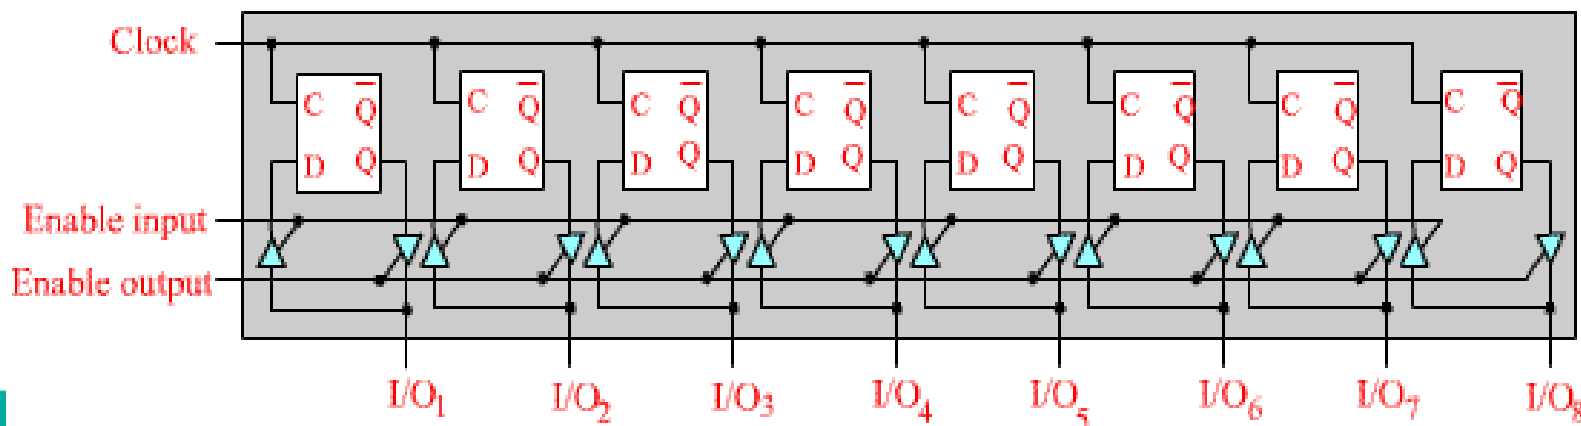 Clock
C Q̅ C Q̅ C Q̅ C Q̅ C Q̅ C Q̅ C Q̅ C Q̅
D Q D Q D Q D Q D Q D Q D Q D Q
Enable input
Enable output
I/O₁ I/O₂ I/O₃ I/O₄ I/O₅ I/O₆ I/O₇ I/O₈